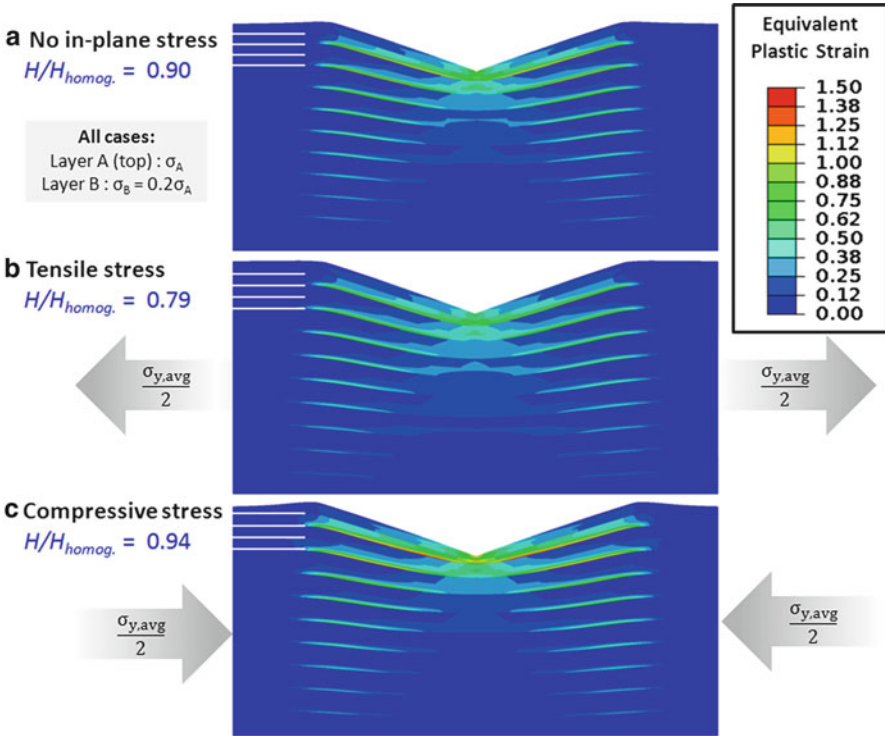 a No in-plane stress
H/Hhomog. = 0.90
All cases:
Layer A (top) : σA
Layer B : σB = 0.2σA
b Tensile stress
H/Hhomog. = 0.79
σy,avg
2
σy,avg
2
c Compressive stress
H/Hhomog. = 0.94
σy,avg
2
σy,avg
2
Equivalent
Plastic Strain
1.50
1.38
1.25
1.12
1.00
0.88
0.75
0.62
0.50
0.38
0.25
0.12
0.00